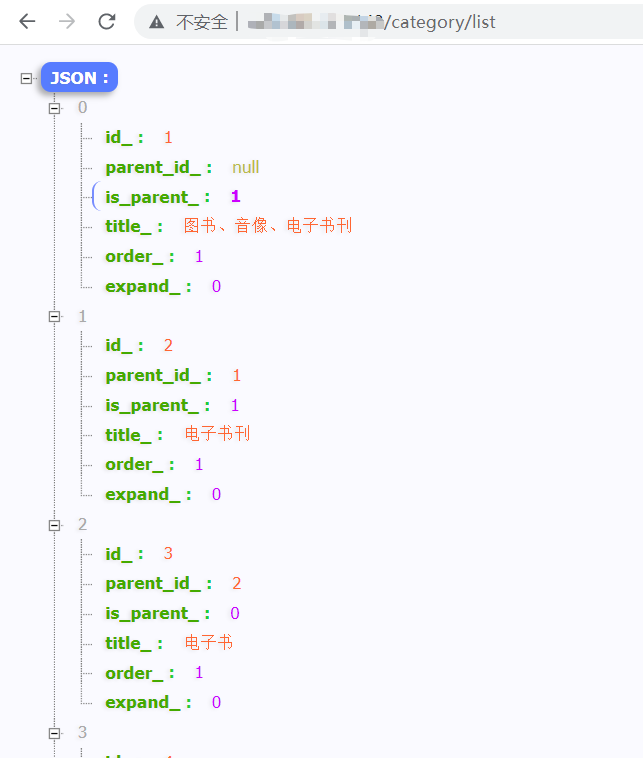 不安全 /category/list
JSON :
0
id_ : 1
parent_id_ : null
is_parent_ : 1
title_ : 图书、音像、电子书刊
order_ : 1
expand_ : 0
1
id_ : 2
parent_id_ : 1
is_parent_ : 1
title_ : 电子书刊
order_ : 1
expand_ : 0
2
id_ : 3
parent_id_ : 2
is_parent_ : 0
title_ : 电子书
order_ : 1
expand_ : 0
3